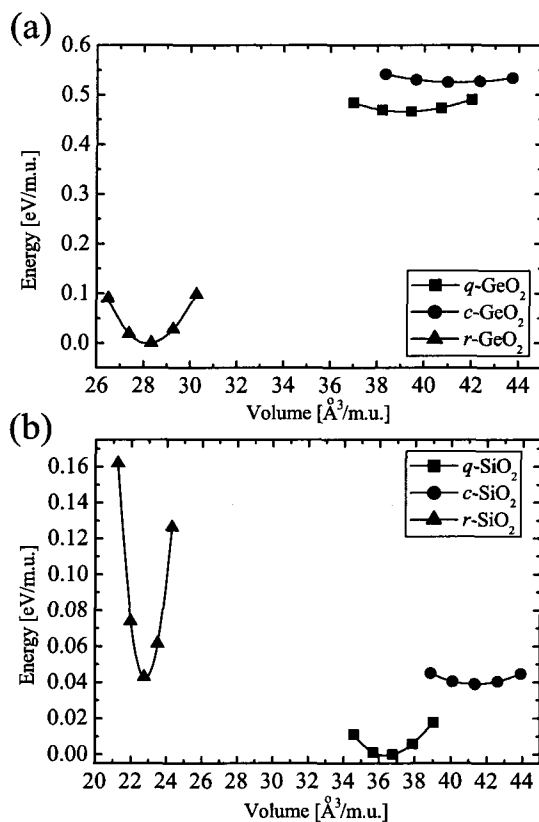 (a)
0.6
0.5
0.4
0.3
0.2
0.1
0.0
Energy [eV/m.u.]
q-GeO₂
c-GeO₂
r-GeO₂
26 28 30 32 34 36 38 40 42 44
Volume [Å³/m.u.]
(b)
0.16
0.14
0.12
0.10
0.08
0.06
0.04
0.02
0.00
Energy [eV/m.u.]
q-SiO₂
c-SiO₂
r-SiO₂
20 22 24 26 28 30 32 34 36 38 40 42 44
Volume [Å³/m.u.]